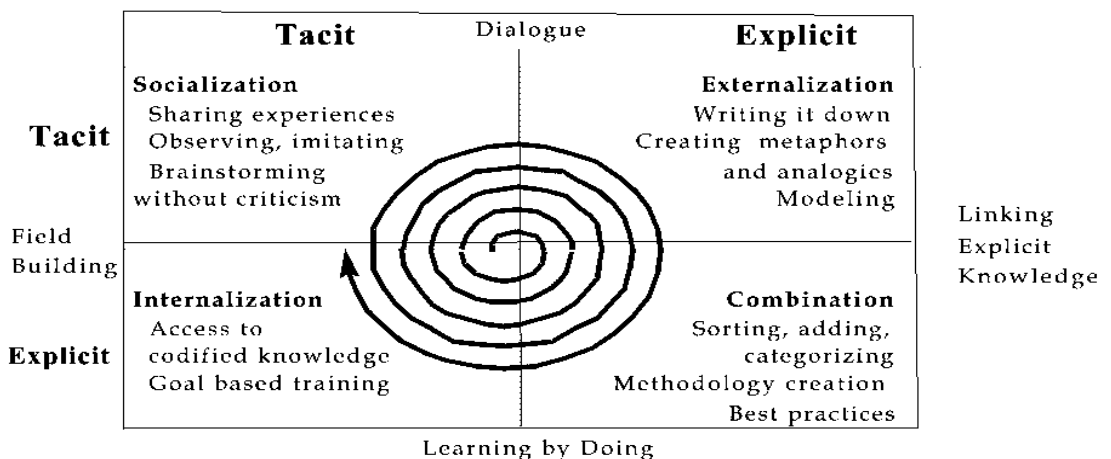 Tacit
Dialogue
Explicit
Socialization
Sharing experiences
Observing, imitating
Brainstorming
without criticism
Externalization
Writing it down
Creating metaphors
and analogies
Modeling
Tacit
Field
Building
Linking
Explicit
Knowledge
Internalization
Access to
codified knowledge
Goal based training
Combination
Sorting, adding,
categorizing
Methodology creation
Best practices
Explicit
Learning by Doing